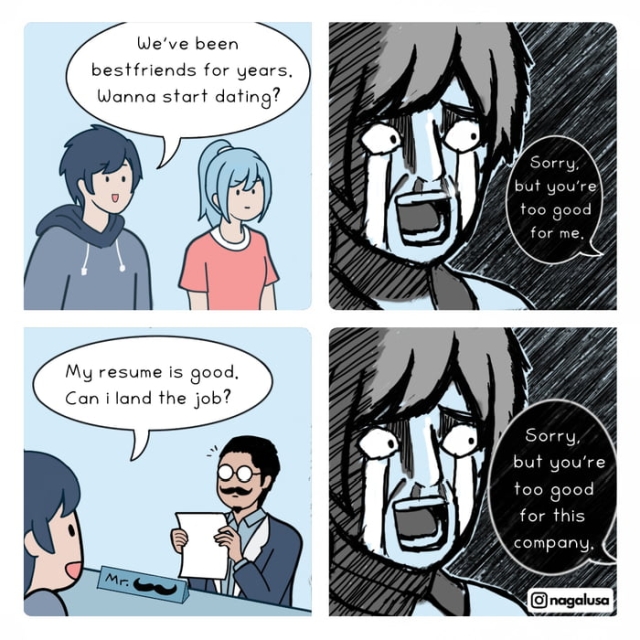 We've been
bestfriends for years.
Wanna start dating?
Sorry,
but you're
too good
for me.
My resume is good.
Can i land the job?
Mr.
Sorry,
but you're
too good
for this
company.
nagalusa